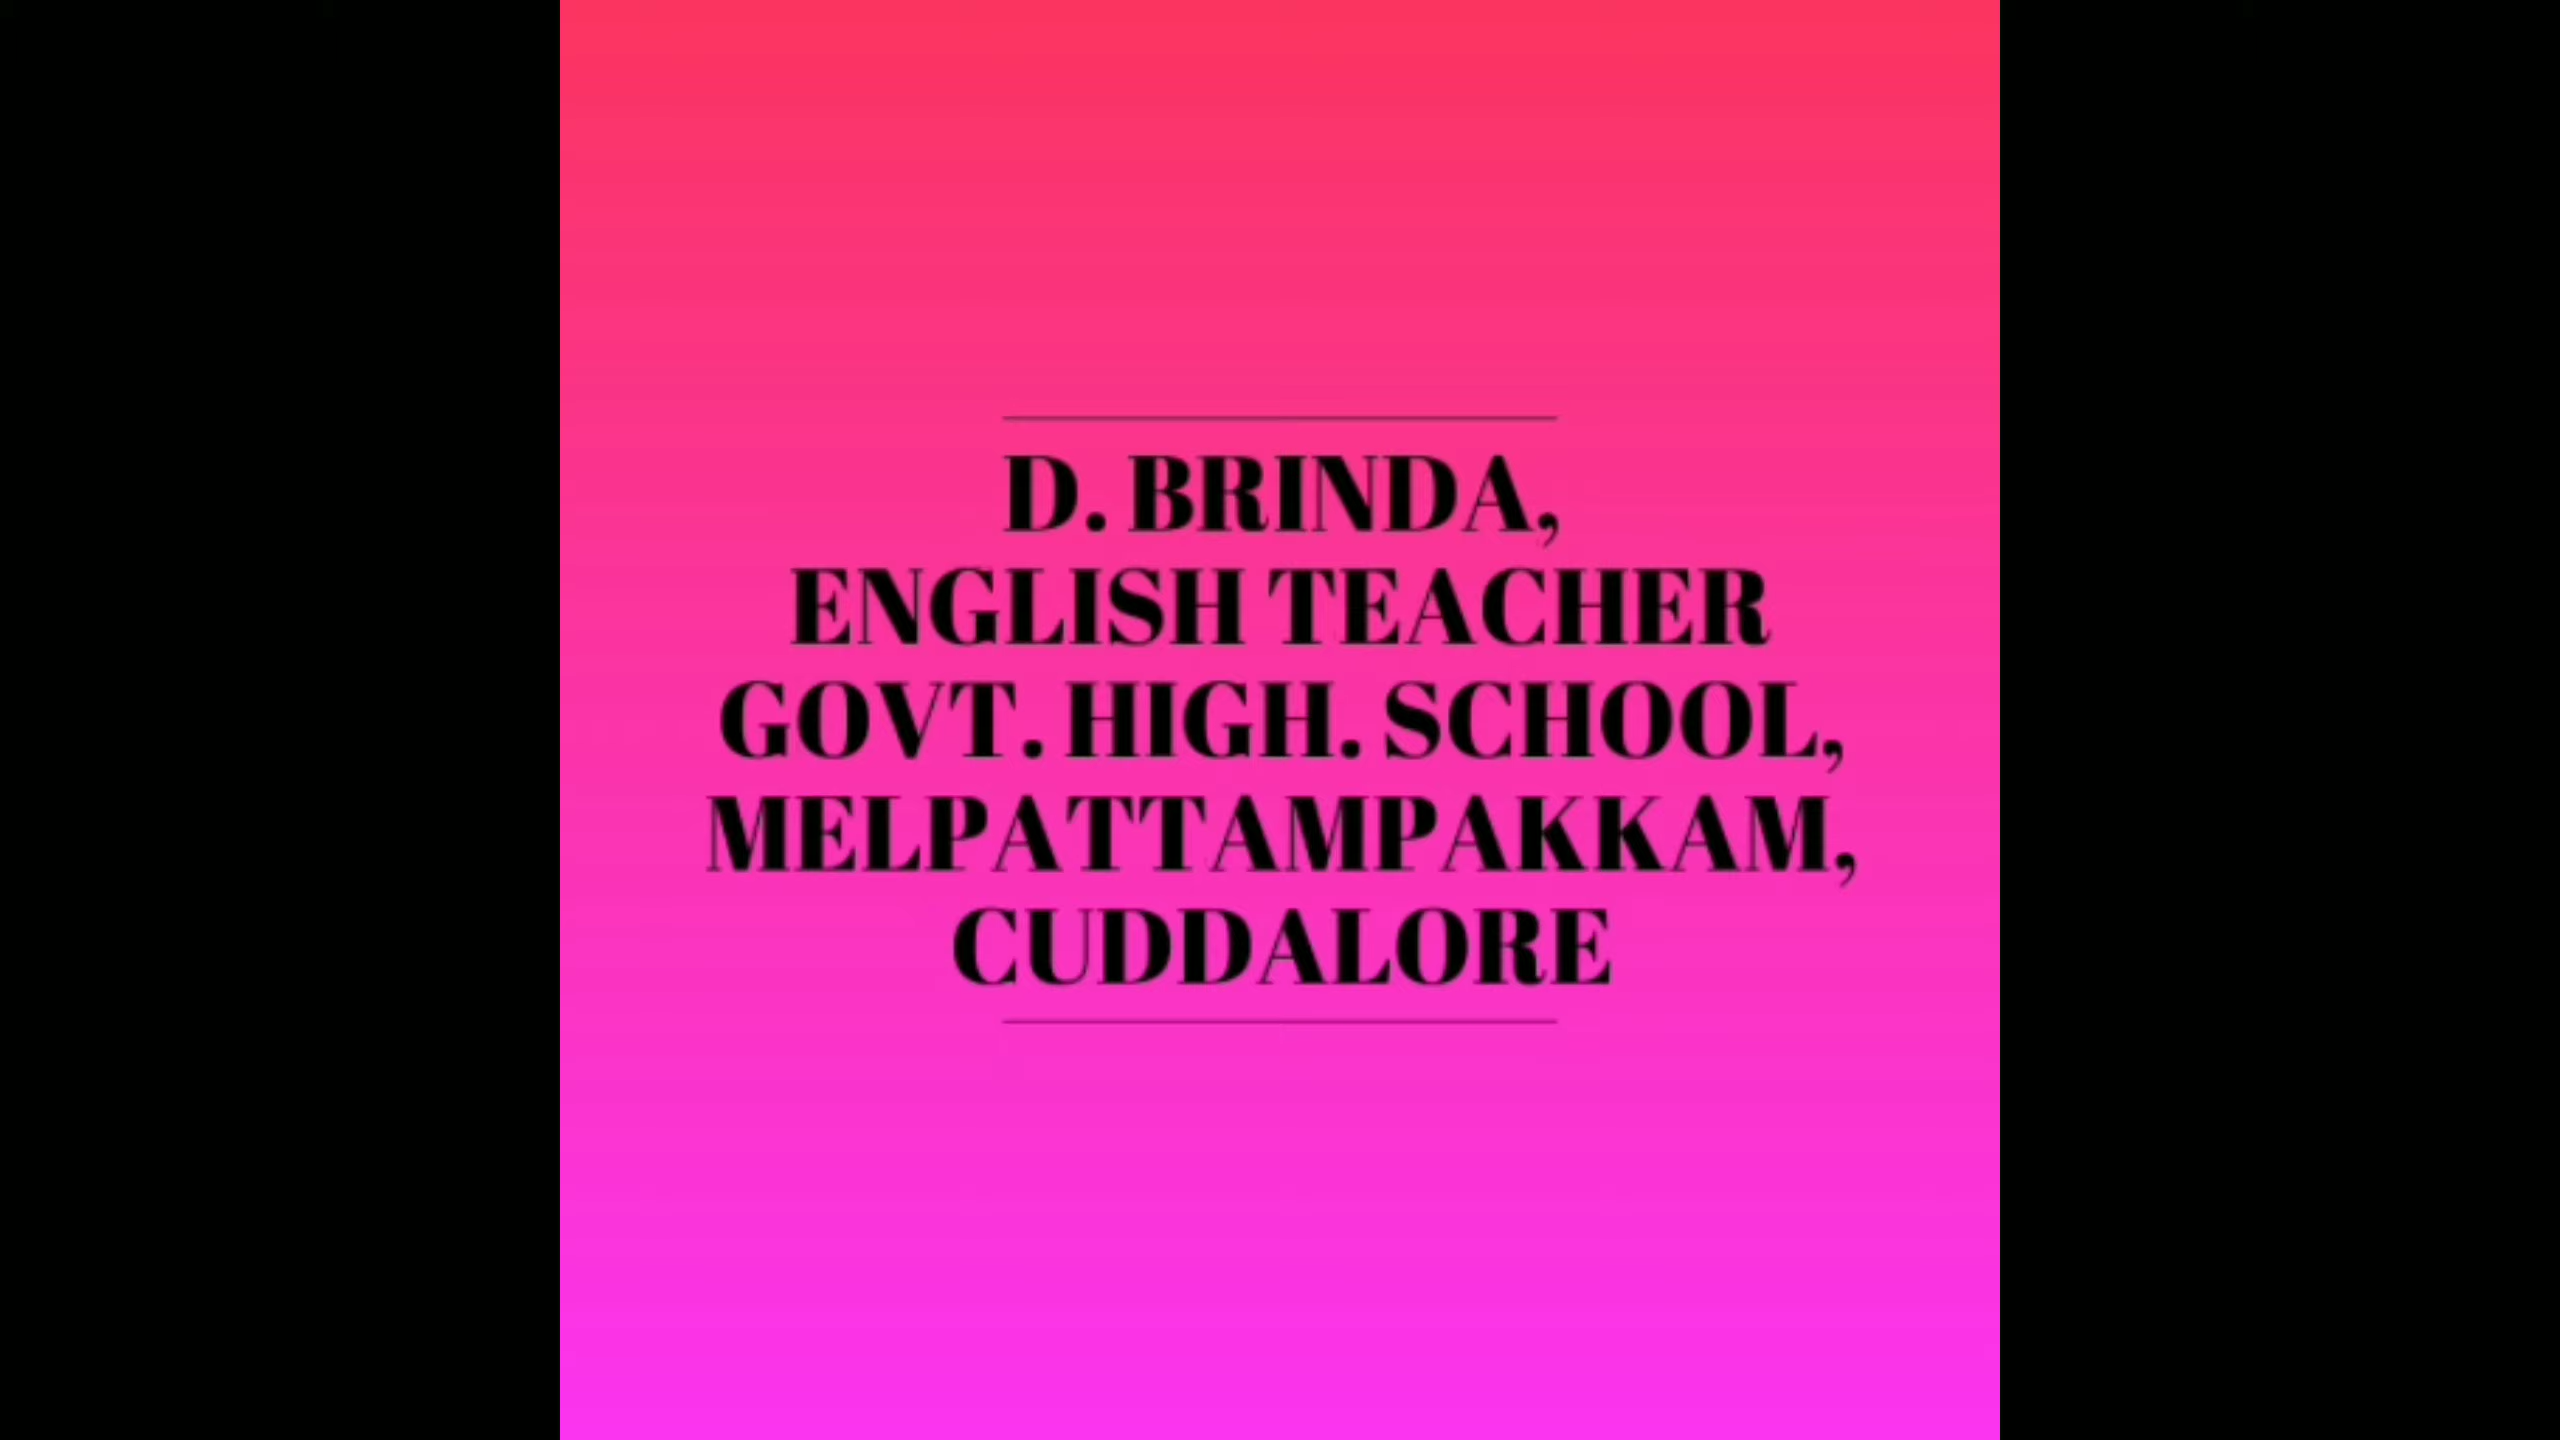 D. BRINDA,
ENGLISH TEACHER
GOVT. HIGH. SCHOOL,
MELPATTAMPAKKAM,
CUDDALORE